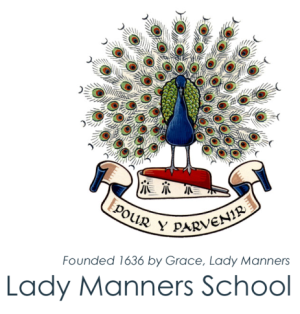 POUR Y PARVENIR
Founded 1636 by Grace, Lady Manners
Lady Manners School